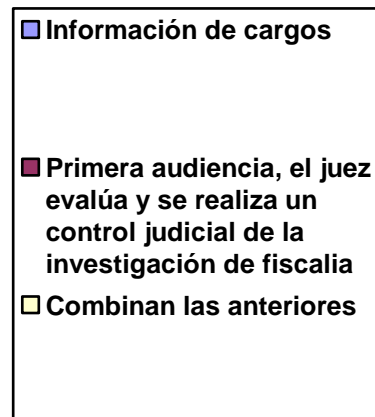 Información de cargos
Primera audiencia, el juez
evalúa y se realiza un
control judicial de la
investigación de fiscalia
Combinan las anteriores